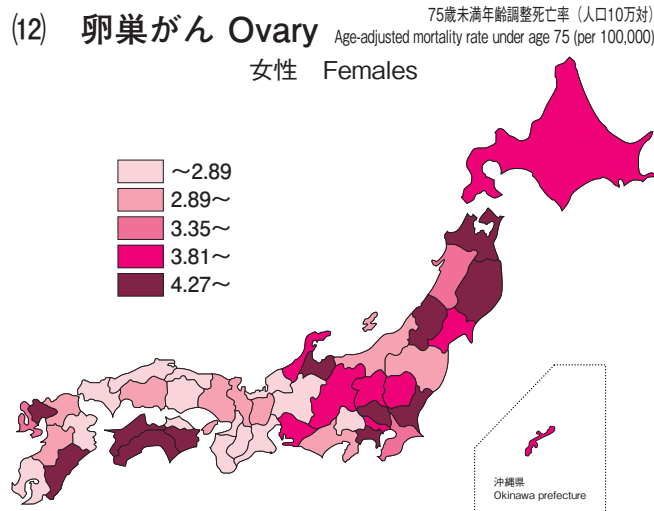 ⑿ 卵巣がん Ovary
75歳未満年齢調整死亡率（人口10万対）
Age-adjusted mortality rate under age 75 (per 100,000)
女性 Females
～2.89
2.89～
3.35～
3.81～
4.27～
沖縄県
Okinawa prefecture